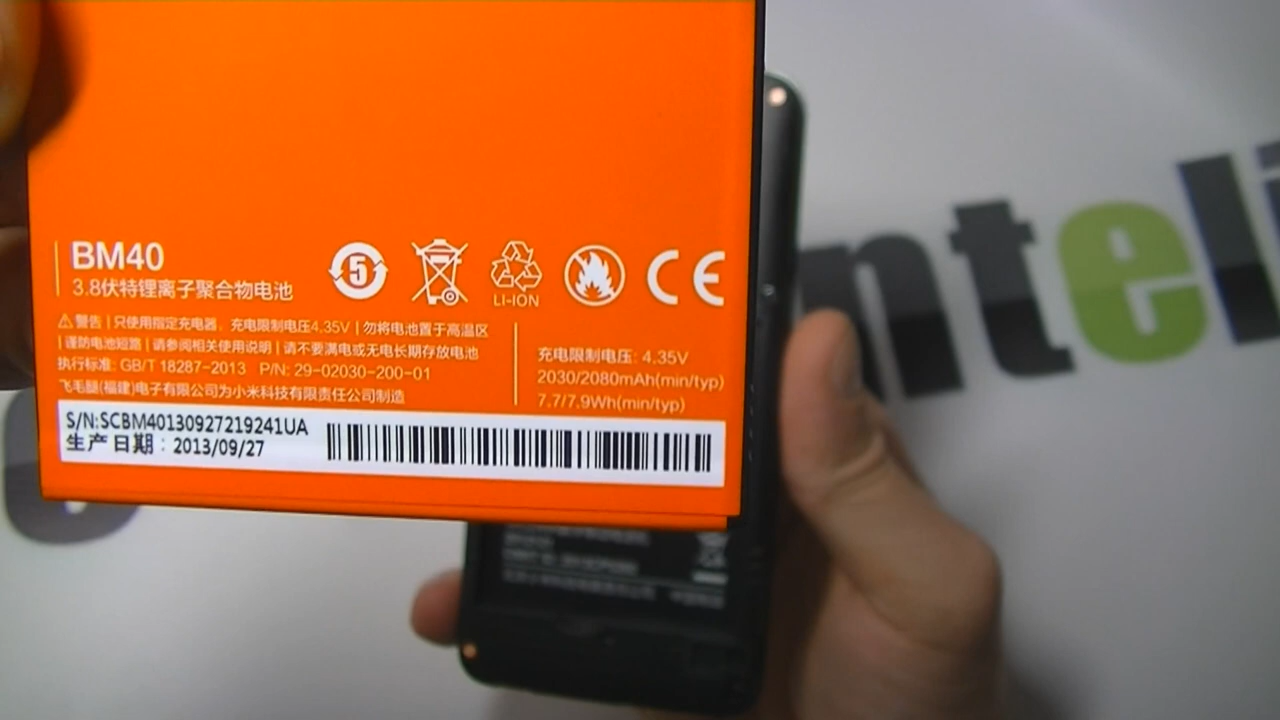 BM40
3.8伏特锂离子聚合物电池
5
LI-ION
CE
警告 | 只使用指定充电器, 充电限制电压4.35V | 勿将电池置于高温区
| 谨防电池短路 | 请参阅相关使用说明 | 请不要满电或无电长期存放电池
执行标准: GB/T 18287-2013 P/N: 29-02030-200-01
飞毛腿(福建)电子有限公司为小米科技有限责任公司制造
充电限制电压: 4.35V
2030/2080mAh(min/typ)
7.7/7.9Wh(min/typ)
S/N:SCBM40130927219241UA
生产日期: 2013/09/27
ntel